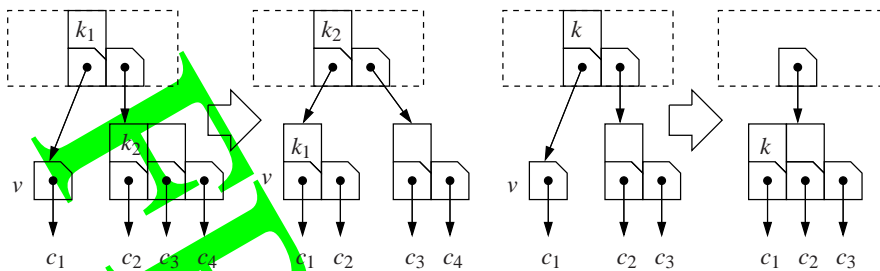 k₁ k₂ k
k₂ k₁ k
v v v
c₁ c₂ c₃ c₄ c₁ c₂ c₃ c₄ c₁ c₂ c₃ c₁ c₂ c₃